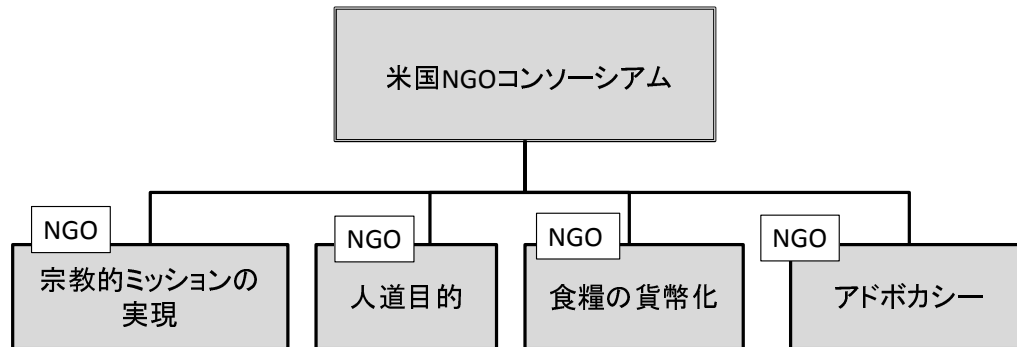 米国NGOコンソーシアム
NGO
宗教的ミッションの
実現
NGO
人道目的
NGO
食糧の貨幣化
NGO
アドボカシー